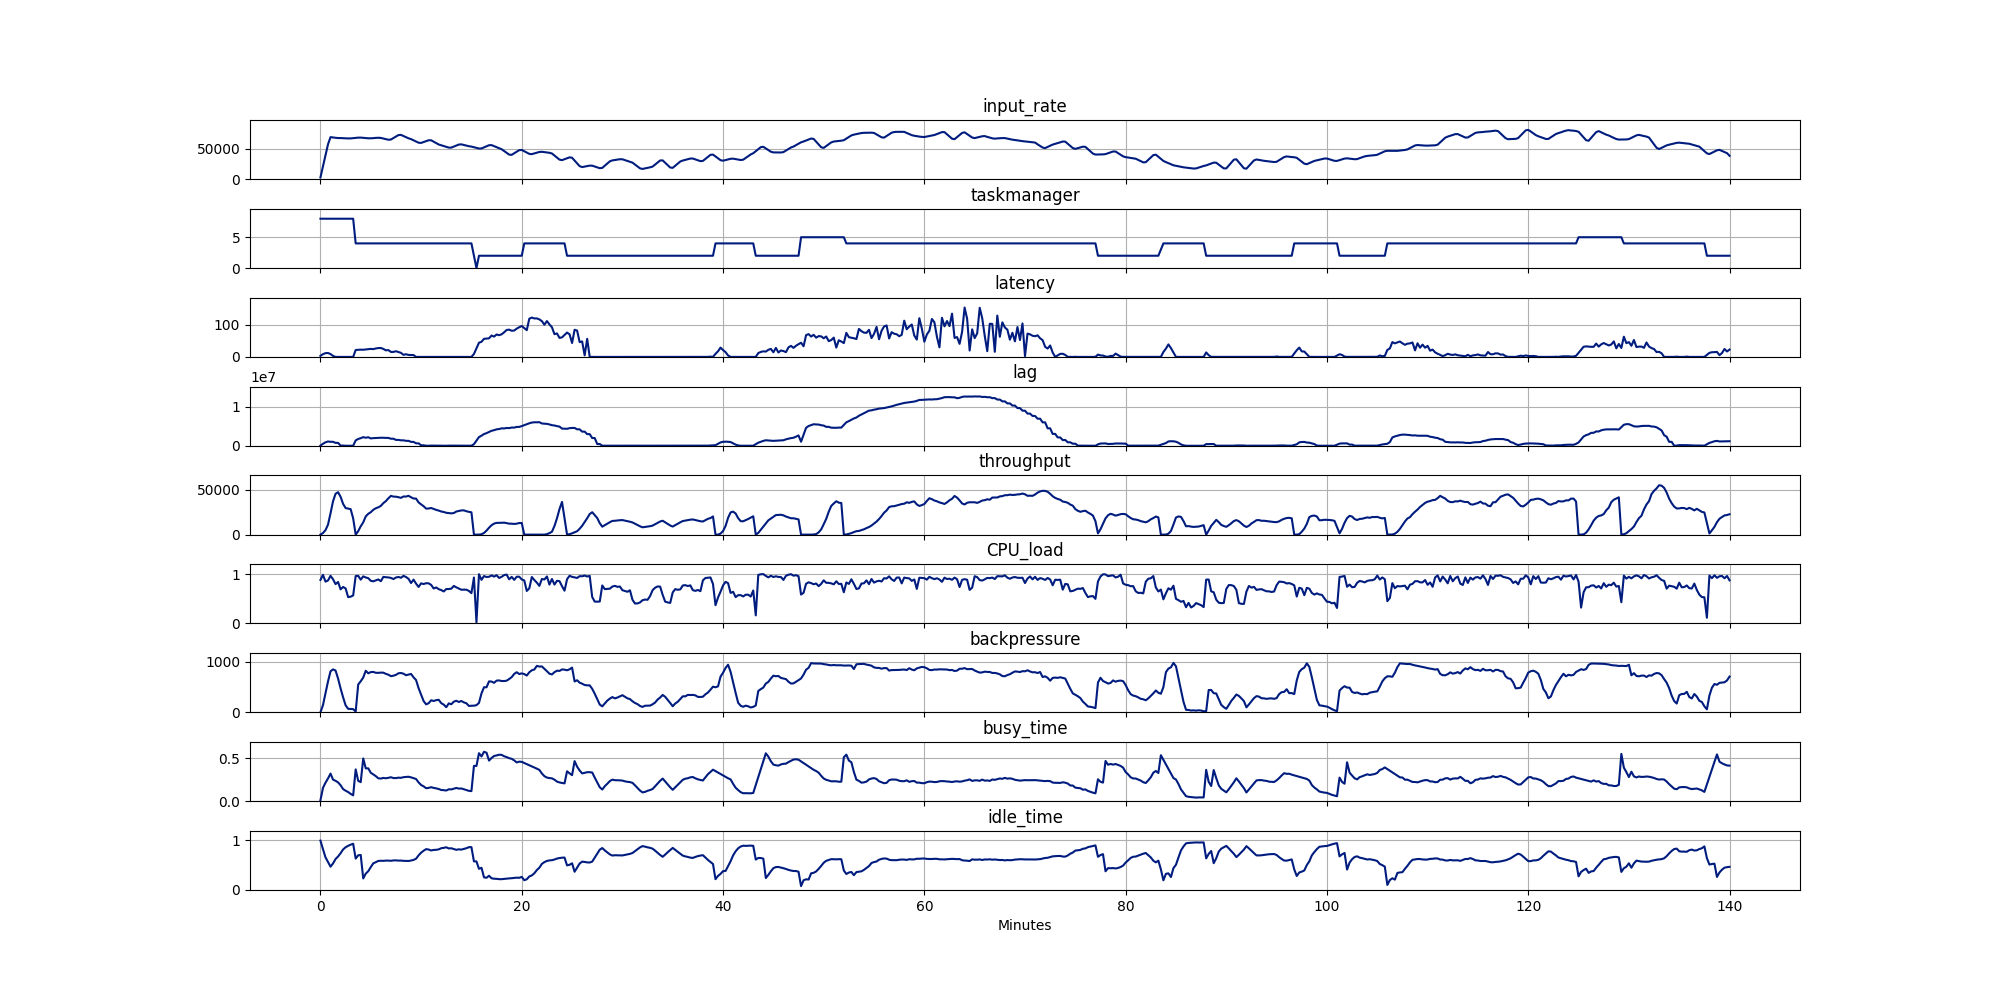 input_rate
50000
0
taskmanager
5
0
latency
100
0
1e7
lag
1
0
throughput
50000
0
CPU_load
1
0
backpressure
1000
0
busy_time
0.5
0.0
idle_time
1
0
0 20 40 60 80 100 120 140
Minutes